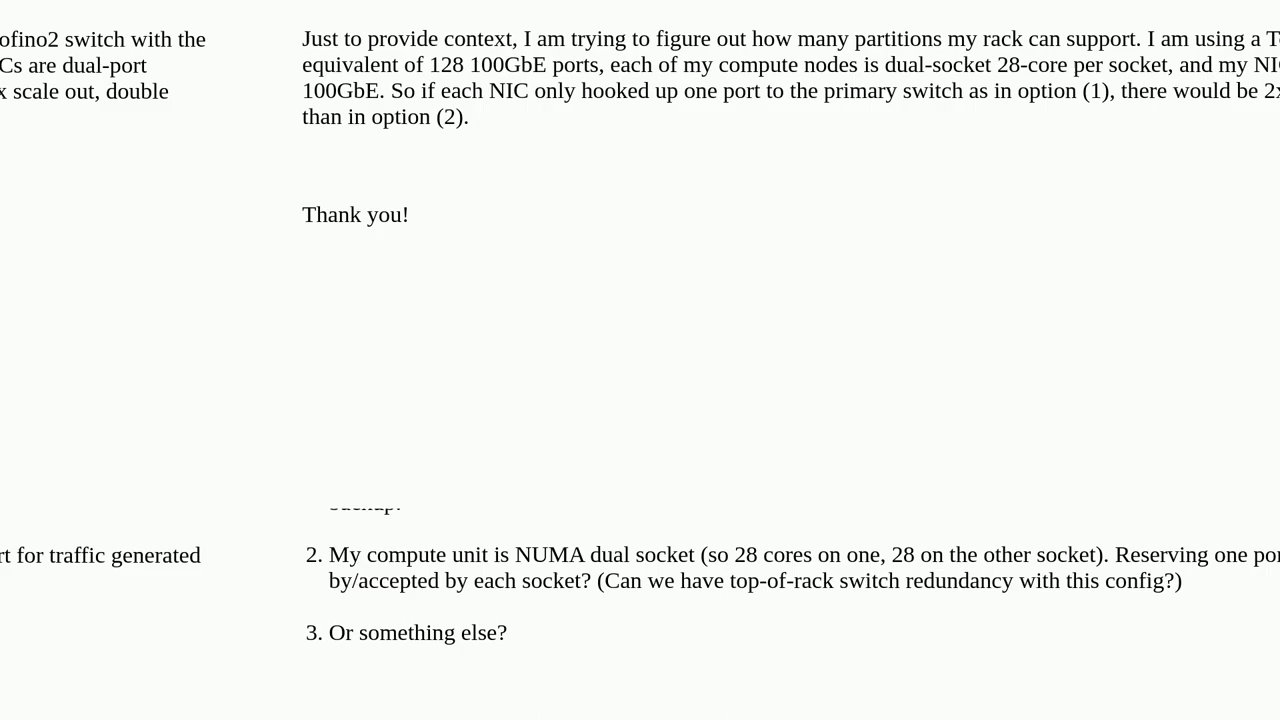 ofino2 switch with the
Cs are dual-port
x scale out, double
Just to provide context, I am trying to figure out how many partitions my rack can support. I am using a T
equivalent of 128 100GbE ports, each of my compute nodes is dual-socket 28-core per socket, and my NI
100GbE. So if each NIC only hooked up one port to the primary switch as in option (1), there would be 2
than in option (2).
Thank you!
rt for traffic generated
2. My compute unit is NUMA dual socket (so 28 cores on one, 28 on the other socket). Reserving one po
by/accepted by each socket? (Can we have top-of-rack switch redundancy with this config?)
3. Or something else?